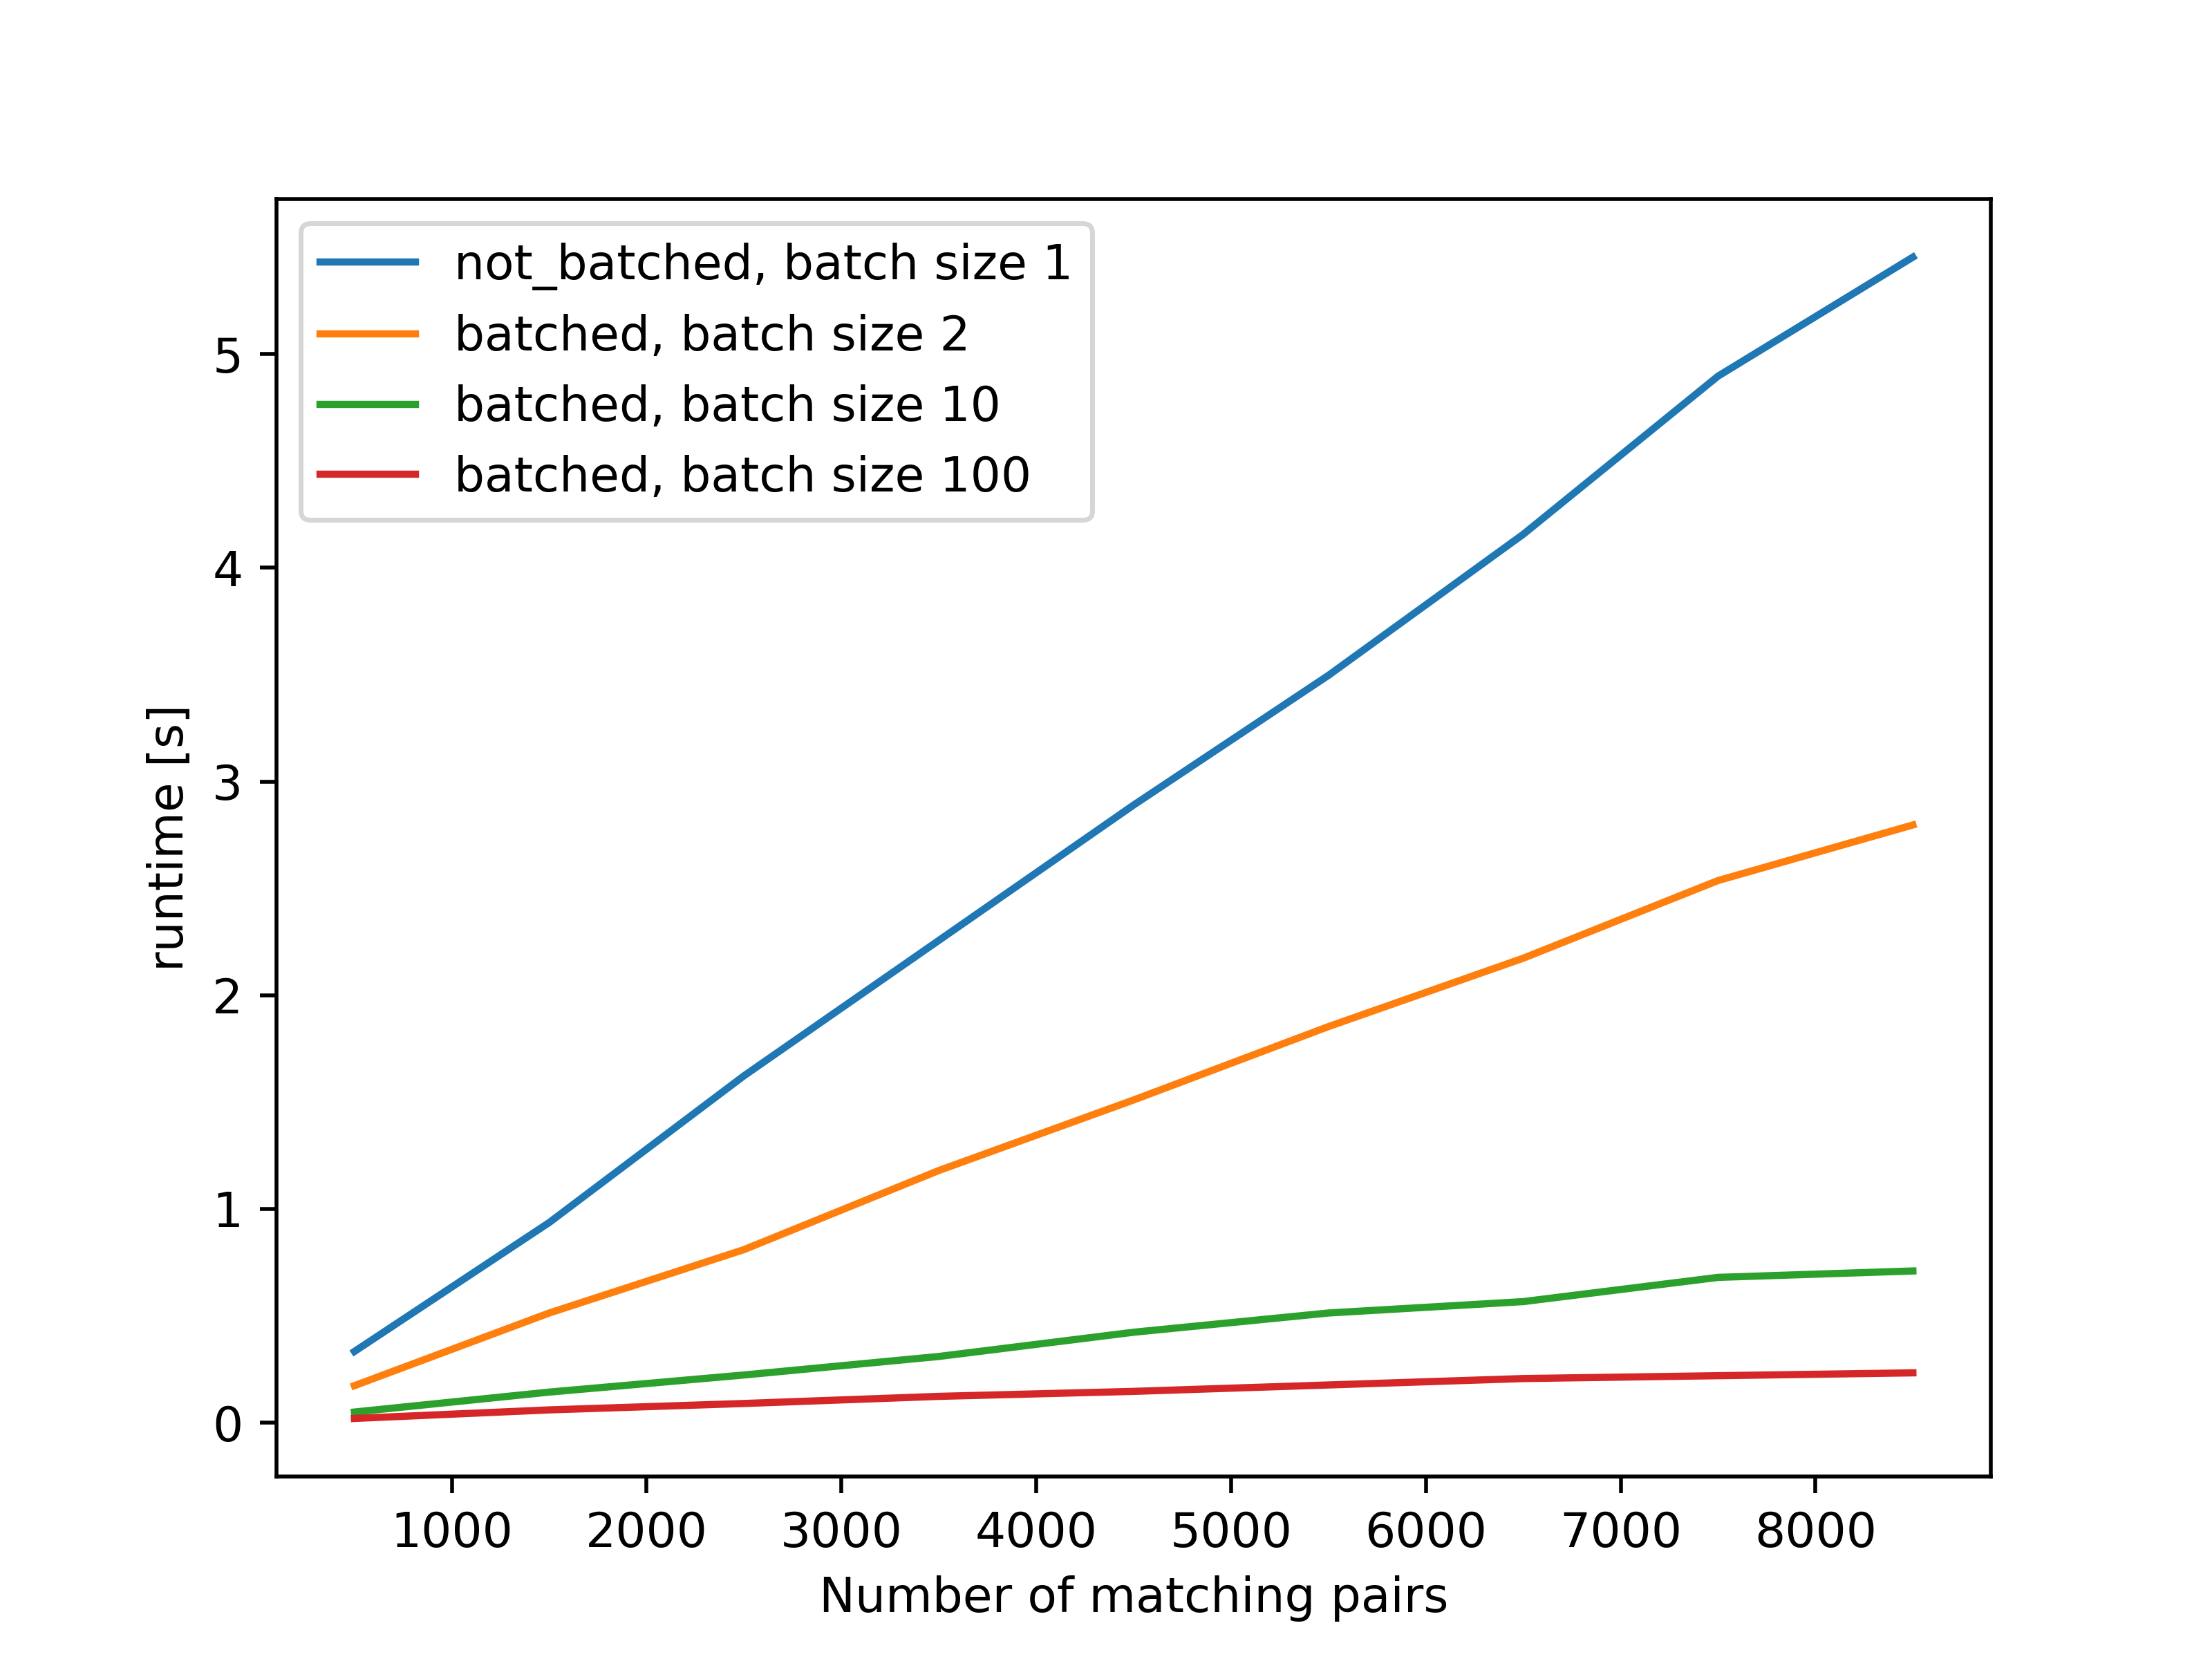 not_batched, batch size 1
batched, batch size 2
batched, batch size 10
batched, batch size 100
runtime [s]
5
4
3
2
1
0
1000 2000 3000 4000 5000 6000 7000 8000
Number of matching pairs